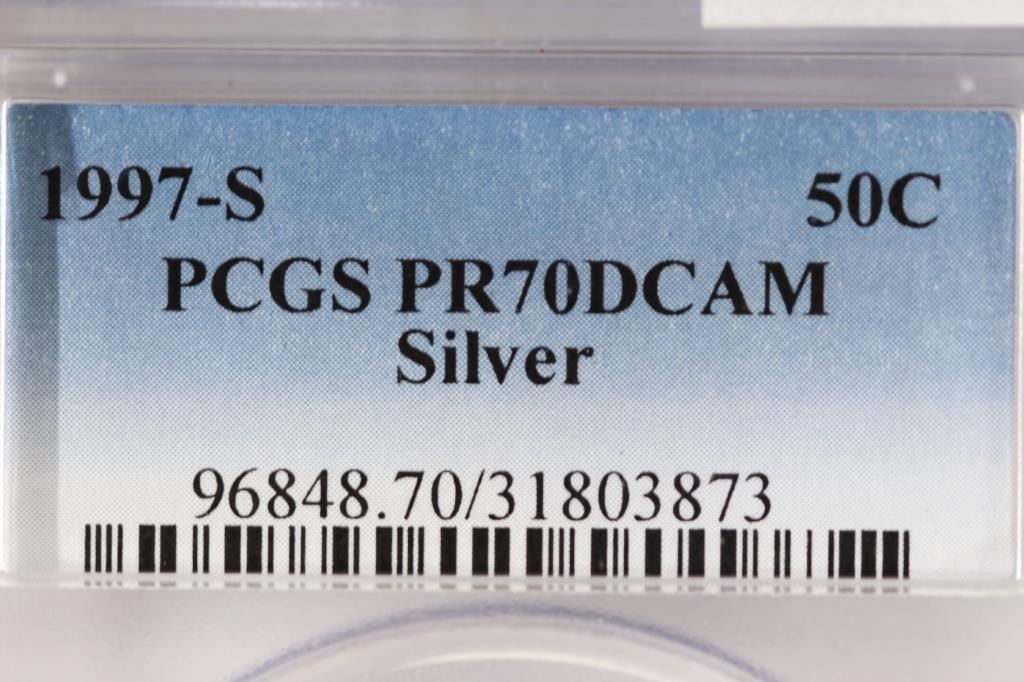 1997-S 50C
PCGS PR70DCAM
Silver
96848.70/31803873